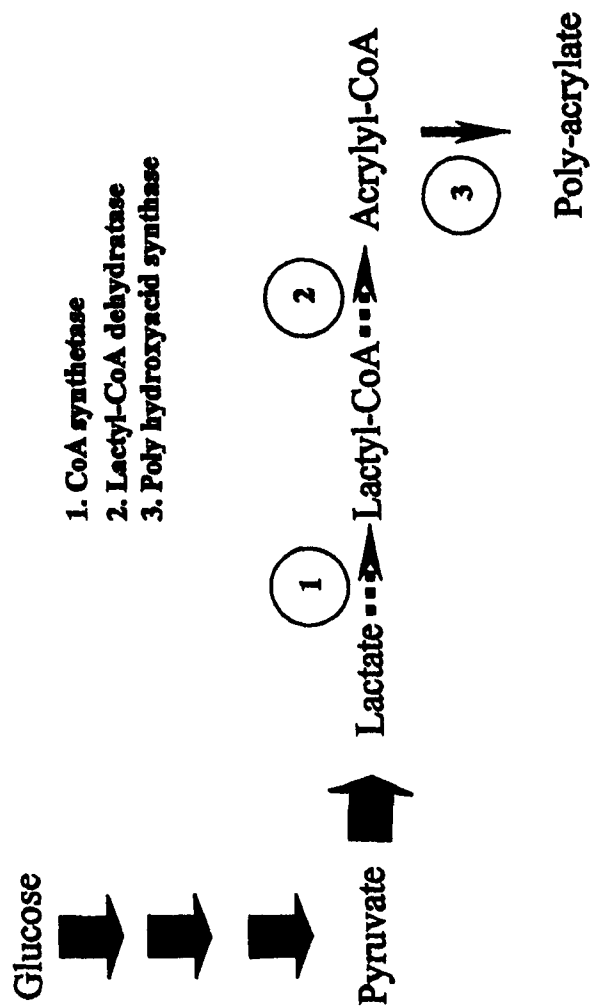 Glucose
1. CoA synthetase
2. Lactyl-CoA dehydratase
3. Poly hydroxyacid synthase
1
2
Pyruvate
Lactate
Lactyl-CoA
Acrylyl-CoA
3
Poly-acrylate